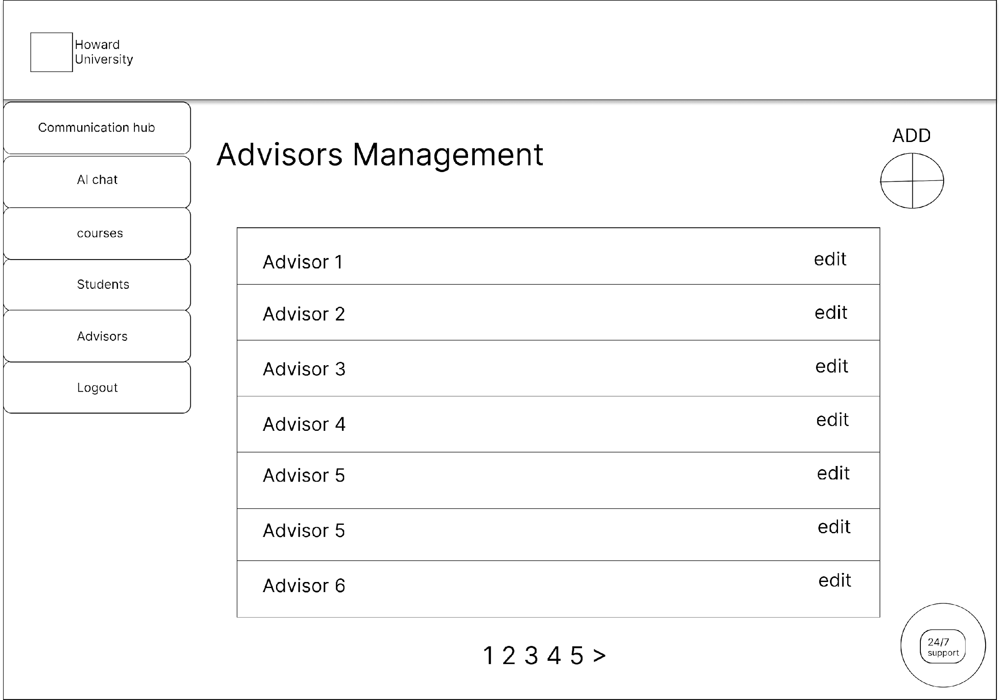 Howard
University
Communication hub
AI chat
courses
Students
Advisors
Logout
Advisors Management
ADD
Advisor 1 edit
Advisor 2 edit
Advisor 3 edit
Advisor 4 edit
Advisor 5 edit
Advisor 5 edit
Advisor 6 edit
1 2 3 4 5 >
24/7
support